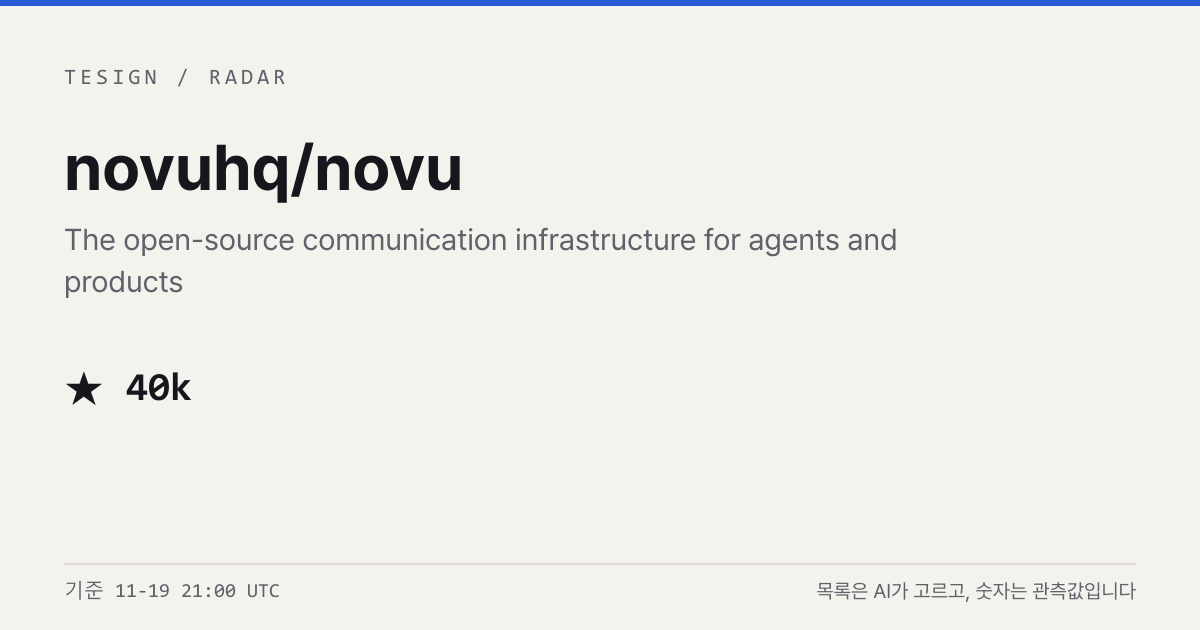 TESIGN / RADAR
novuhq/novu
The open-source communication infrastructure for agents and
products
★ 40k
기준 11-19 21:00 UTC
목록은 AI가 고르고, 숫자는 관측값입니다